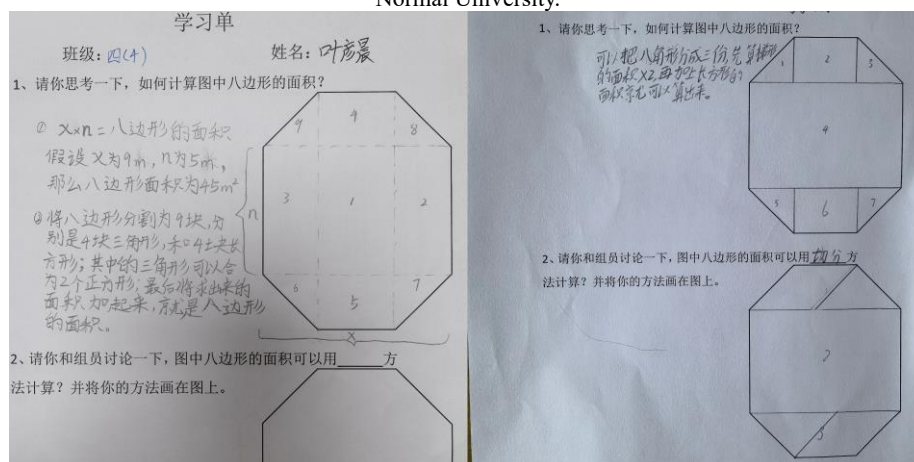 Normal University.
学习单
班级:四(4) 姓名:叶彦晨
1、请你思考一下,如何计算图中八边形的面积?
① x×n=八边形的面积
假设x为9m,n为5m,
那么八边形面积为45m²
②将八边形分割为9块,分
别是4块三角形,和4块长
方形;其中的三角形可以合
为2个正方形,最后将求出来的
面积加起来,就是八边形
的面积。
9
4
8
3
1
2
n
6
5
7
x
2、请你和组员讨论一下,图中八边形的面积可以用______方
法计算?并将你的方法画在图上。
1、请你思考一下,如何计算图中八边形的面积?
可以把八角形分成三份,先算梯形
的面积×2,再加上长方形的
面积就可以算出来。
1
2
3
4
5
6
7
2、请你和组员讨论一下,图中八边形的面积可以用 切分 方
法计算?并将你的方法画在图上。
1
2
3